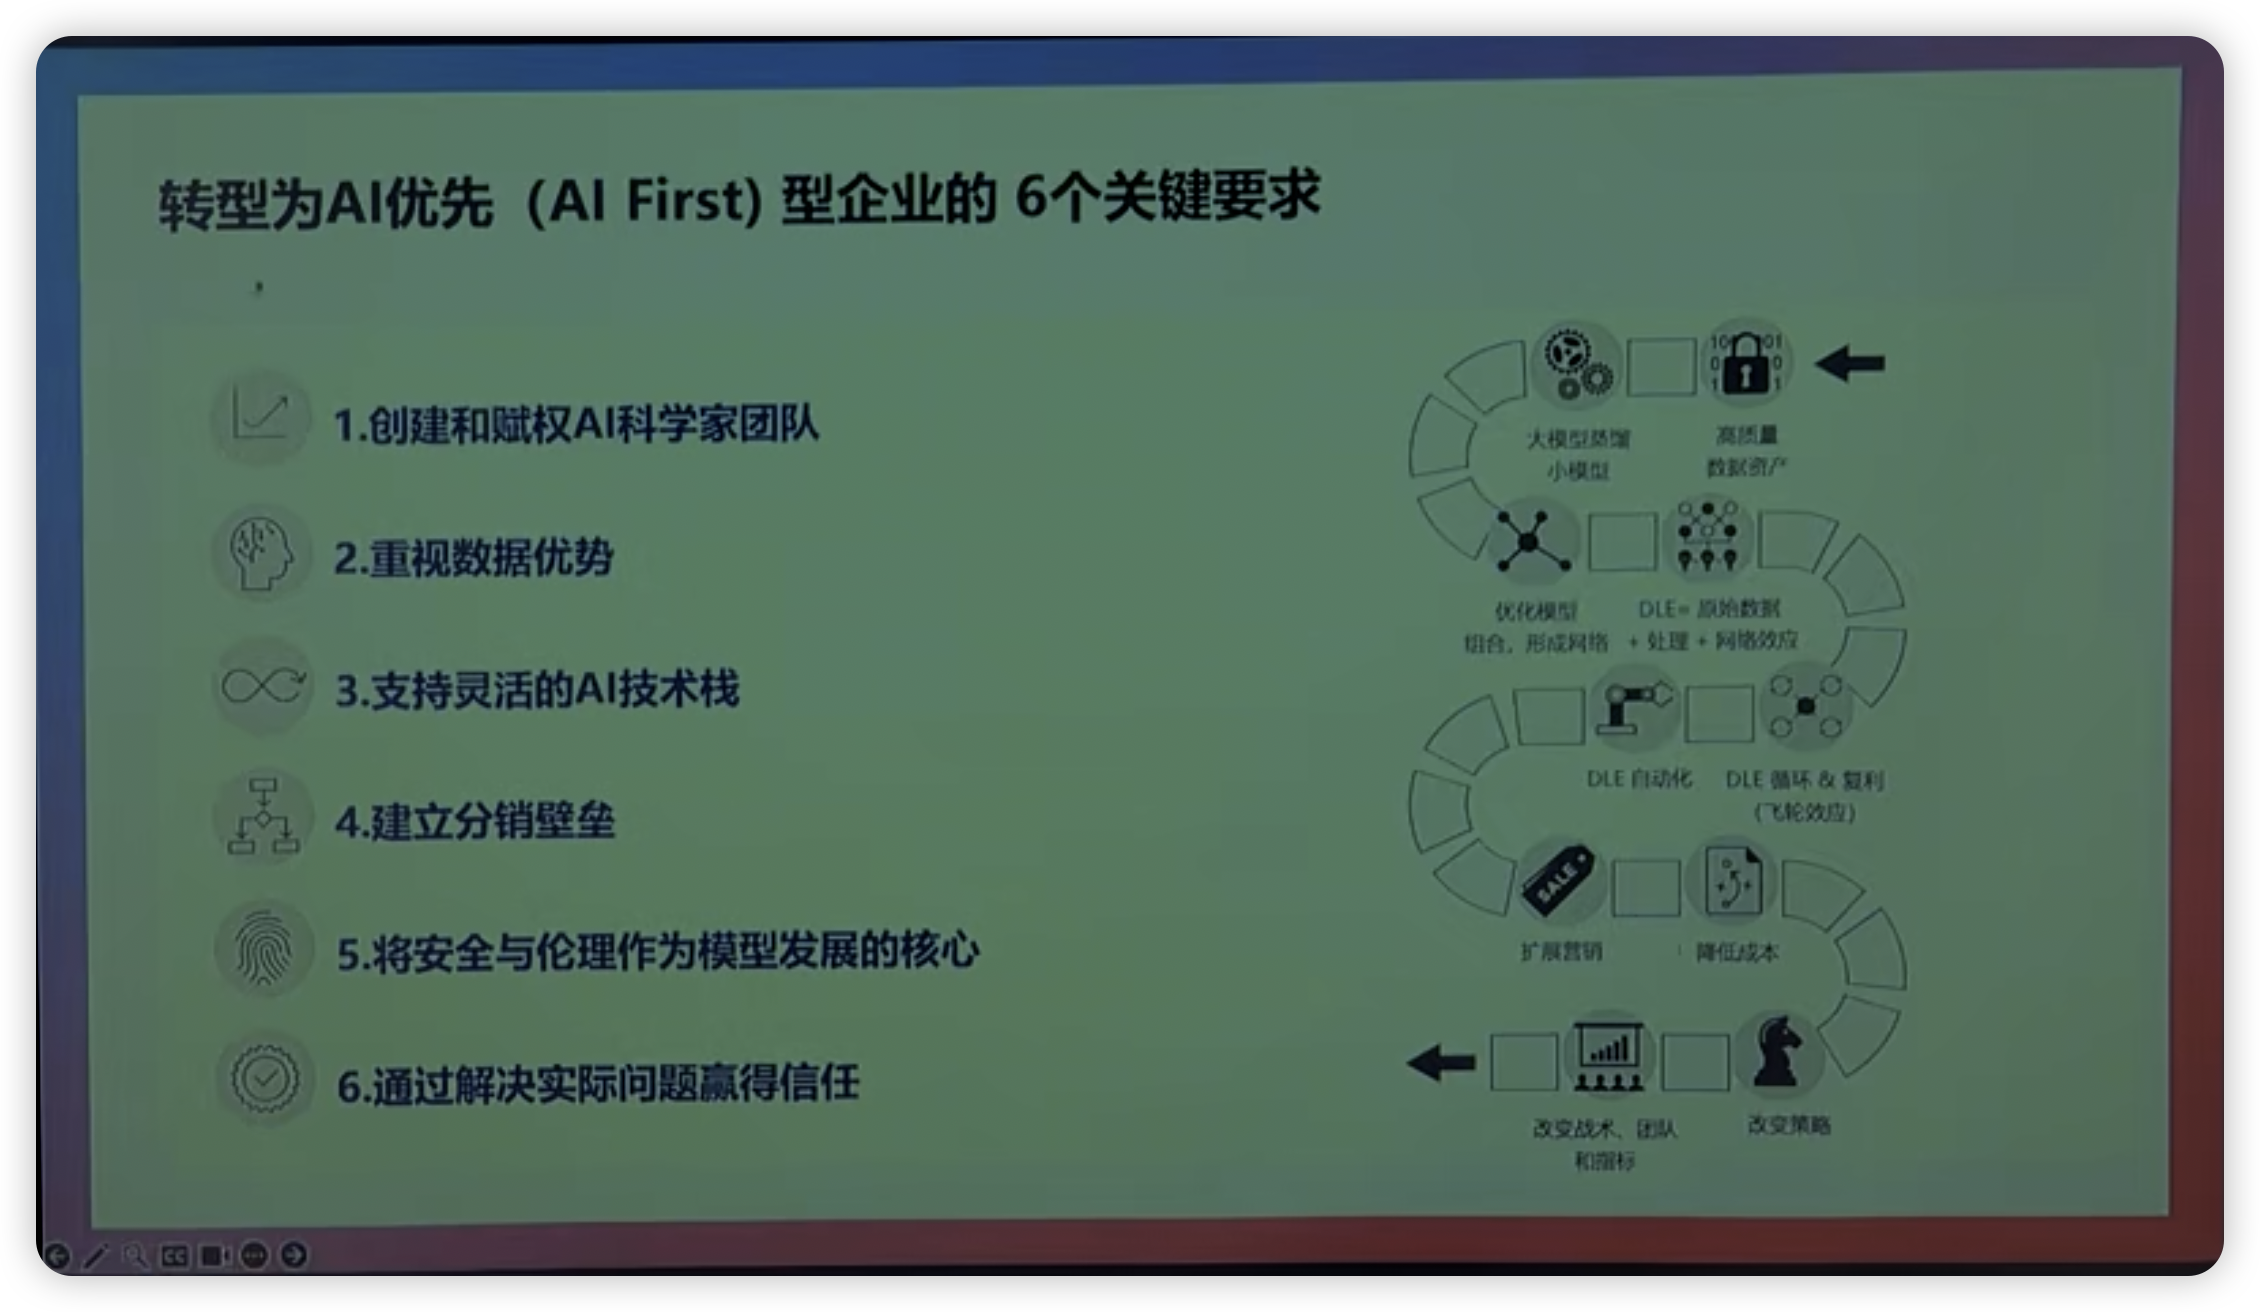 转型为AI优先（AI First) 型企业的 6个关键要求
1.创建和赋权AI科学家团队
2.重视数据优势
3.支持灵活的AI技术栈
4.建立分销壁垒
5.将安全与伦理作为模型发展的核心
6.通过解决实际问题赢得信任
大模型蒸馏
小模型
高质量
数据资产
优化模型
组合，形成网络
DLE= 原始数据
+ 处理 + 网络效应
DLE 自动化
DLE 循环 & 复利
(飞轮效应)
SALE
扩展营销
降低成本
改变战术、团队
和指标
改变策略
CC